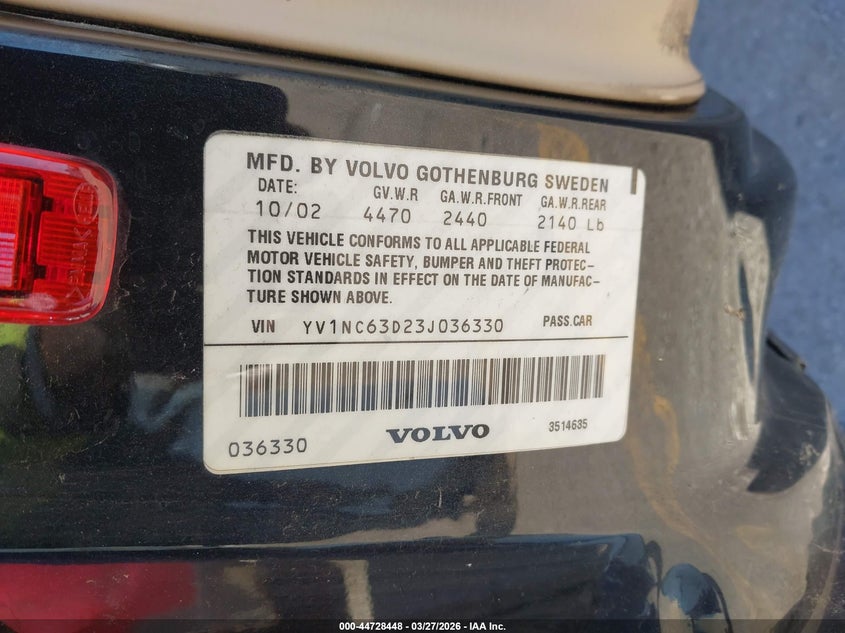 MFD. BY VOLVO GOTHENBURG SWEDEN
DATE: GV.W.R GA.W.R.FRONT GA.W.R.REAR
10/02 4470 2440 2140 Lb
THIS VEHICLE CONFORMS TO ALL APPLICABLE FEDERAL
MOTOR VEHICLE SAFETY, BUMPER AND THEFT PROTEC-
TION STANDARDS IN EFFECT ON THE DATE OF MANUFAC-
TURE SHOWN ABOVE.
VIN YV1NC63D23J036330 PASS.CAR
036330 VOLVO 3514635
000-44728448 - 03/27/2026 - IAA Inc.